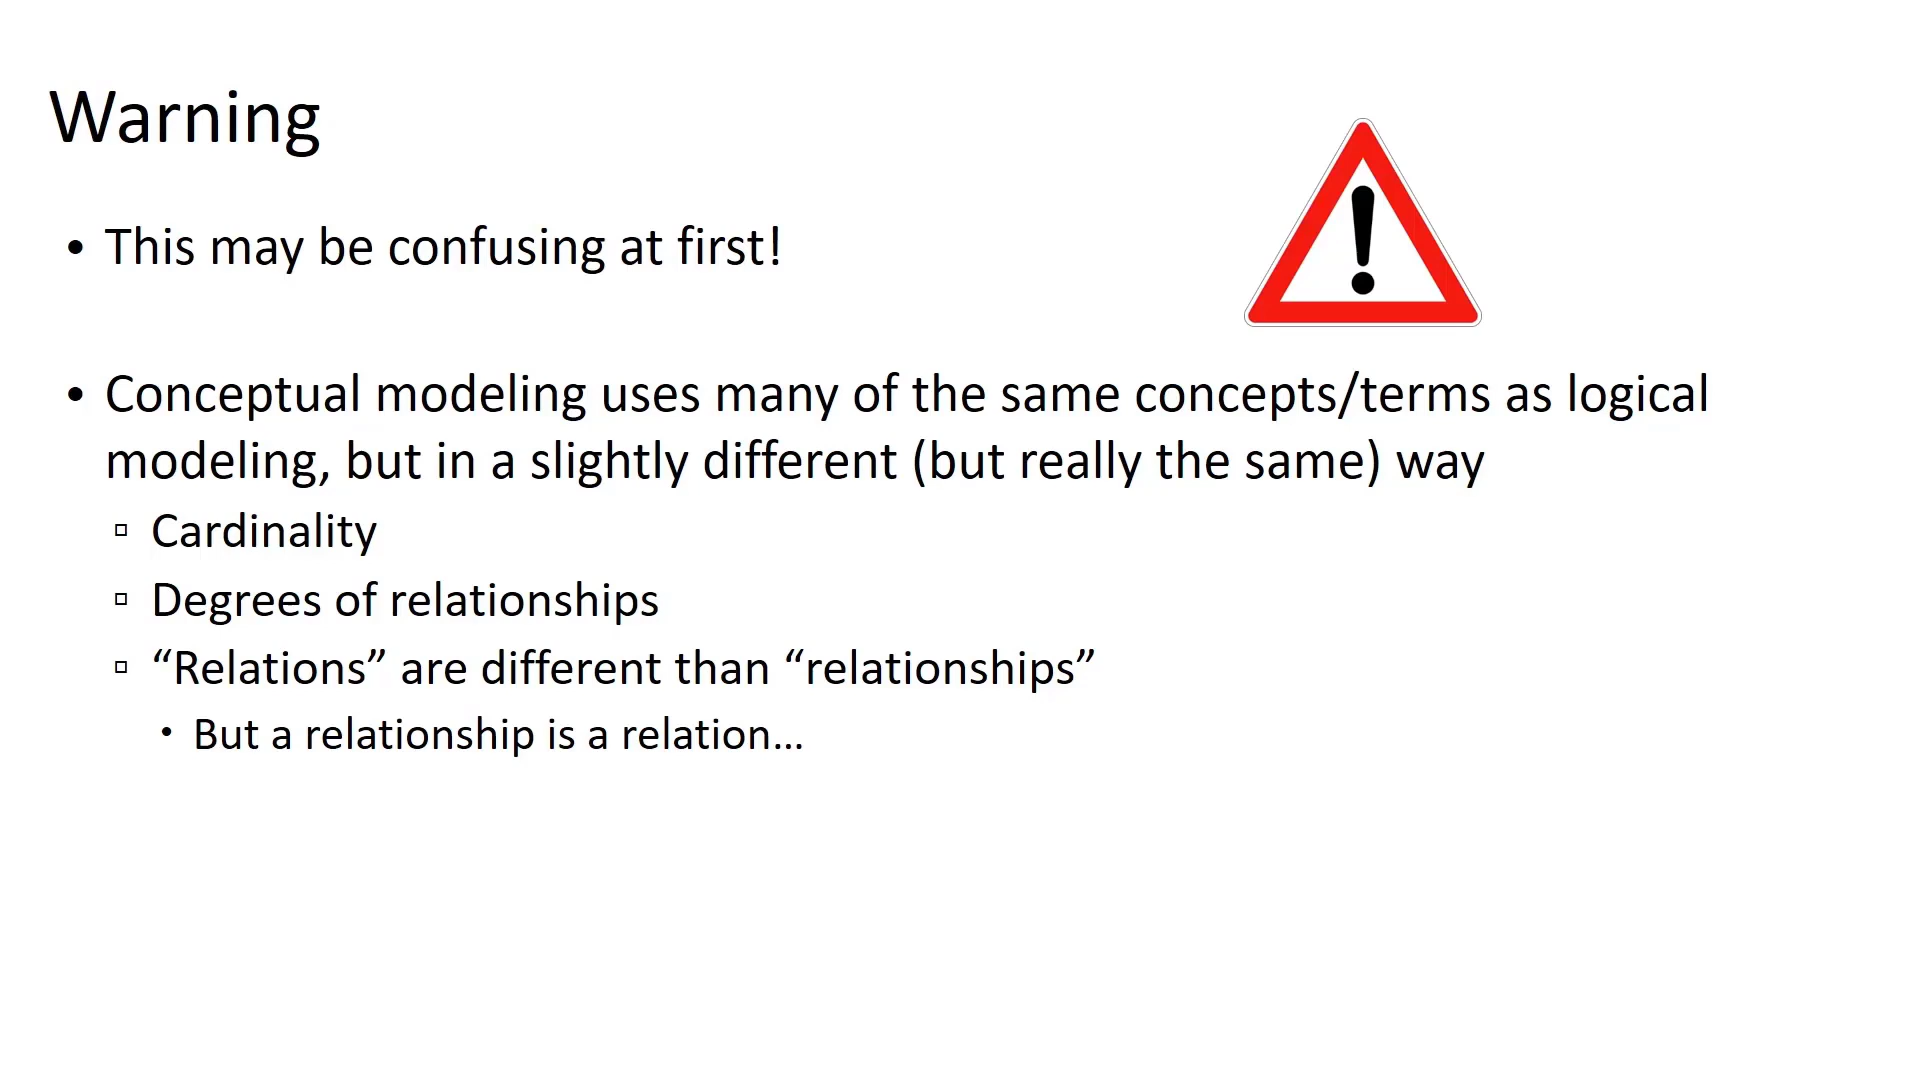 Warning
• This may be confusing at first!
• Conceptual modeling uses many of the same concepts/terms as logical
modeling, but in a slightly different (but really the same) way
▫ Cardinality
▫ Degrees of relationships
▫ “Relations” are different than “relationships”
• But a relationship is a relation…